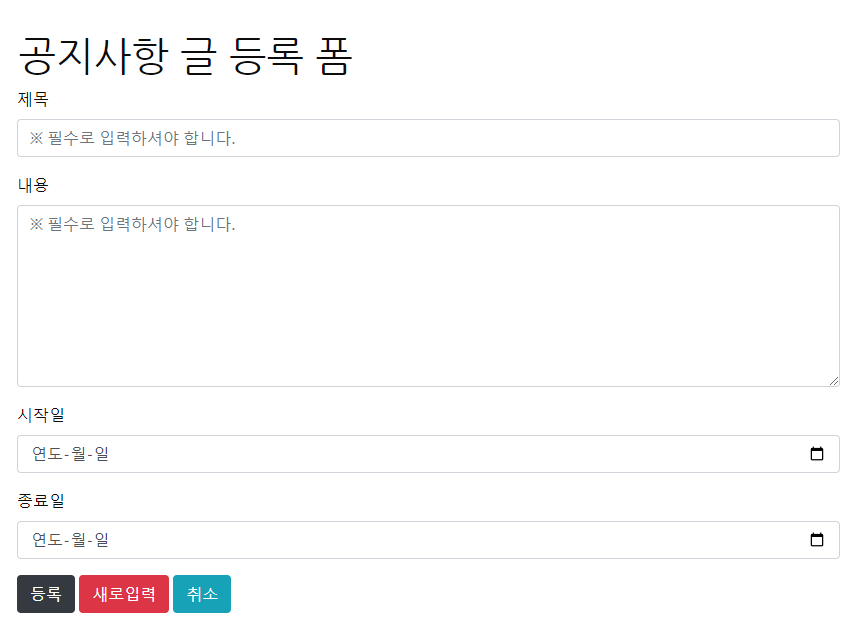 공지사항 글 등록 폼
제목
※ 필수로 입력하셔야 합니다.
내용
※ 필수로 입력하셔야 합니다.
시작일
연도-월-일
종료일
연도-월-일
등록 새로입력 취소